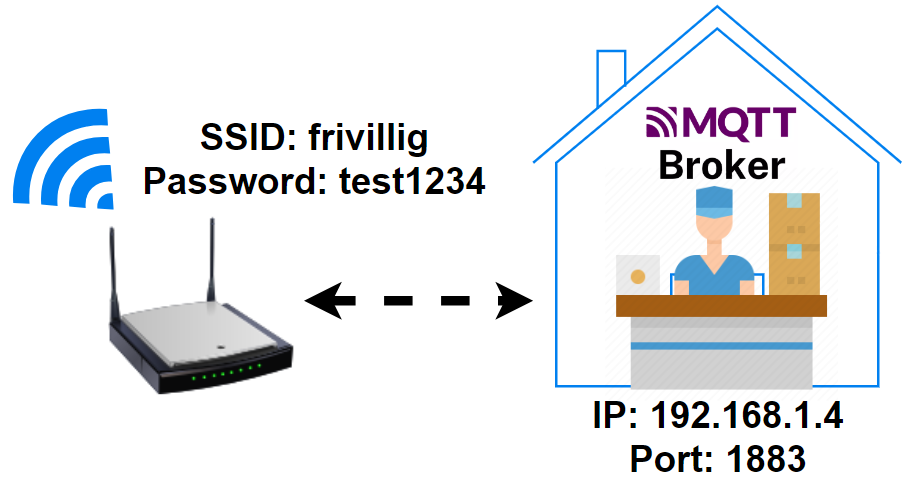 SSID: frivillig
Password: test1234
MQTT
Broker
IP: 192.168.1.4
Port: 1883